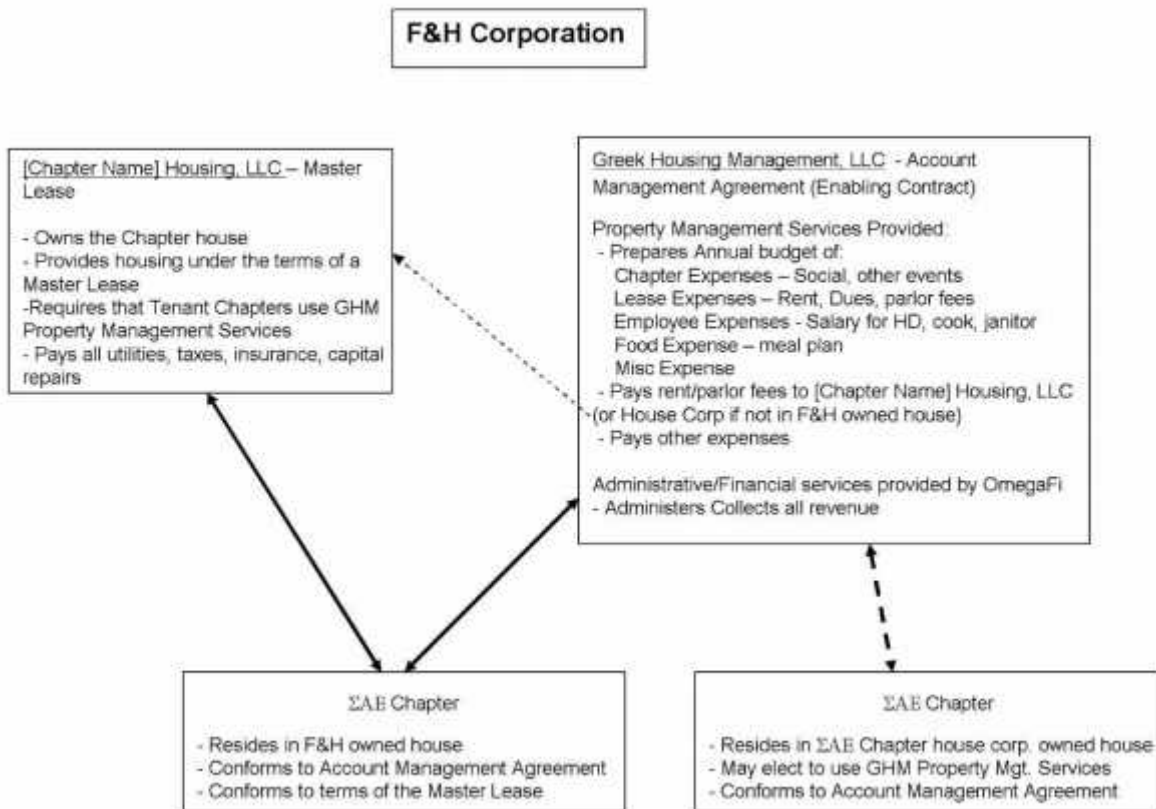 F&H Corporation
[Chapter Name] Housing, LLC – Master
Lease
- Owns the Chapter house
- Provides housing under the terms of a
Master Lease
-Requires that Tenant Chapters use GHM
Property Management Services
- Pays all utilities, taxes, insurance, capital
repairs
Greek Housing Management, LLC - Account
Management Agreement (Enabling Contract)
Property Management Services Provided:
- Prepares Annual budget of:
Chapter Expenses – Social, other events
Lease Expenses – Rent, Dues, parlor fees
Employee Expenses - Salary for HD, cook, janitor
Food Expense – meal plan
Misc Expense
- Pays rent/parlor fees to [Chapter Name] Housing, LLC
(or House Corp if not in F&H owned house)
- Pays other expenses
Administrative/Financial services provided by OmegaFi
- Administers Collects all revenue
ΣΑΕ Chapter
- Resides in F&H owned house
- Conforms to Account Management Agreement
- Conforms to terms of the Master Lease
ΣΑΕ Chapter
- Resides in ΣΑΕ Chapter house corp. owned house
- May elect to use GHM Property Mgt. Services
- Conforms to Account Management Agreement